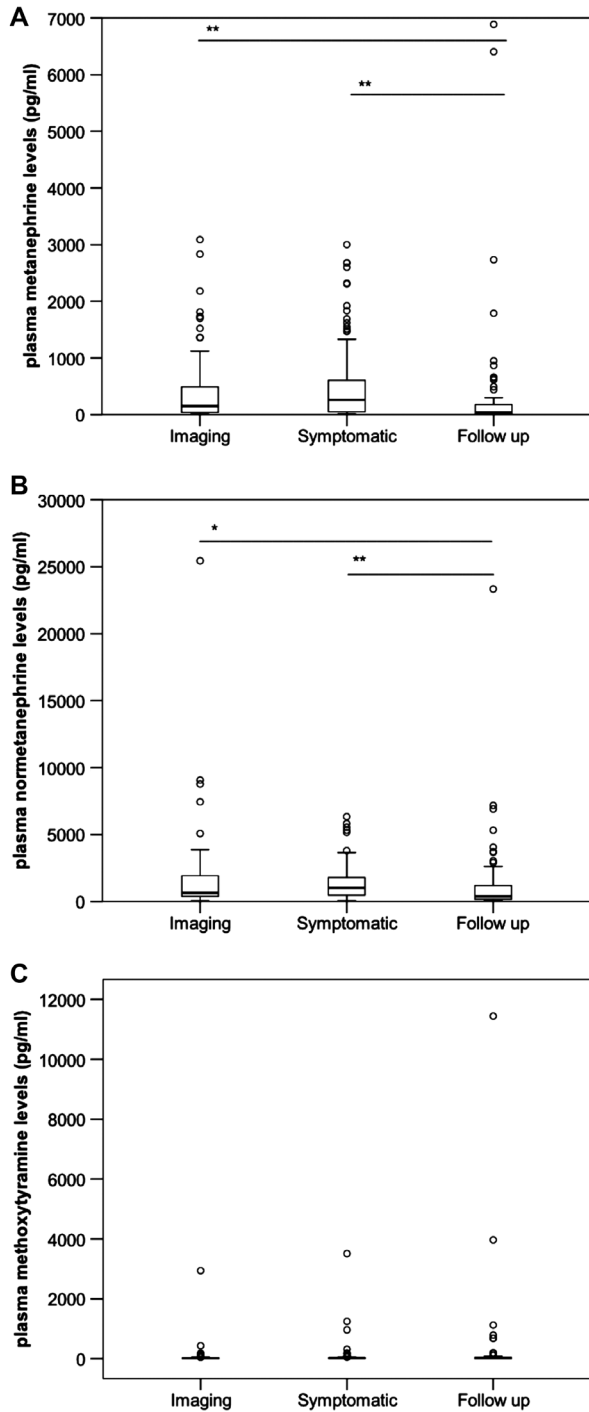 A
plasma metanephrine levels (pg/ml)
7000
6000
5000
4000
3000
2000
1000
0
**
**
Imaging Symptomatic Follow up
B
plasma normetanephrine levels (pg/ml)
30000
25000
20000
15000
10000
5000
0
*
**
Imaging Symptomatic Follow up
C
plasma methoxytyramine levels (pg/ml)
12000
10000
8000
6000
4000
2000
0
Imaging Symptomatic Follow up